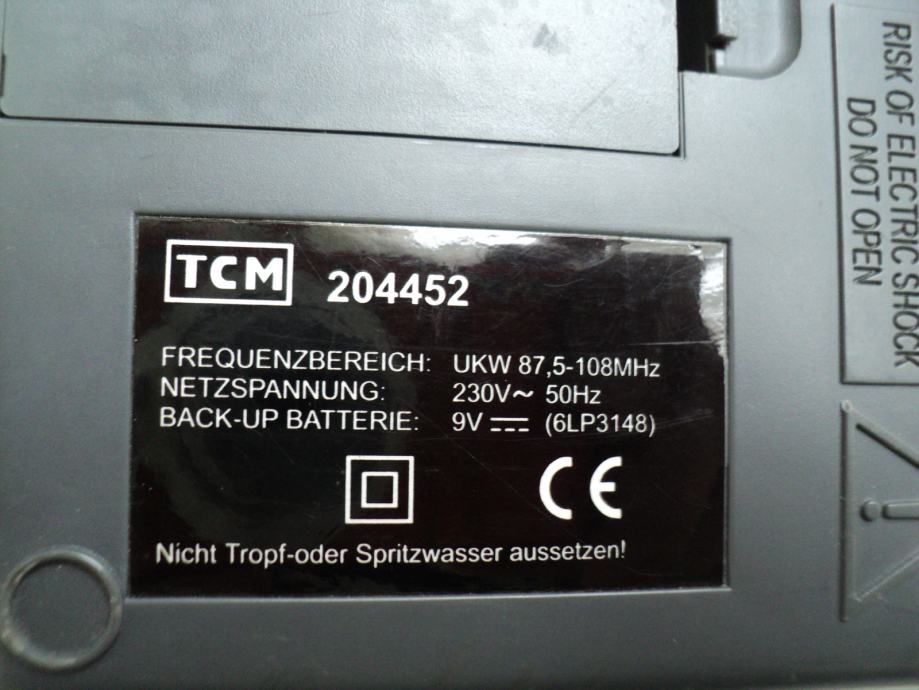 TCM 204452
FREQUENZBEREICH: UKW 87,5-108MHz
NETZSPANNUNG: 230V~ 50Hz
BACK-UP BATTERIE: 9V ⎓ (6LP3148)
CE
Nicht Tropf-oder Spritzwasser aussetzen!
RISK OF ELECTRIC SHOCK
DO NOT OPEN